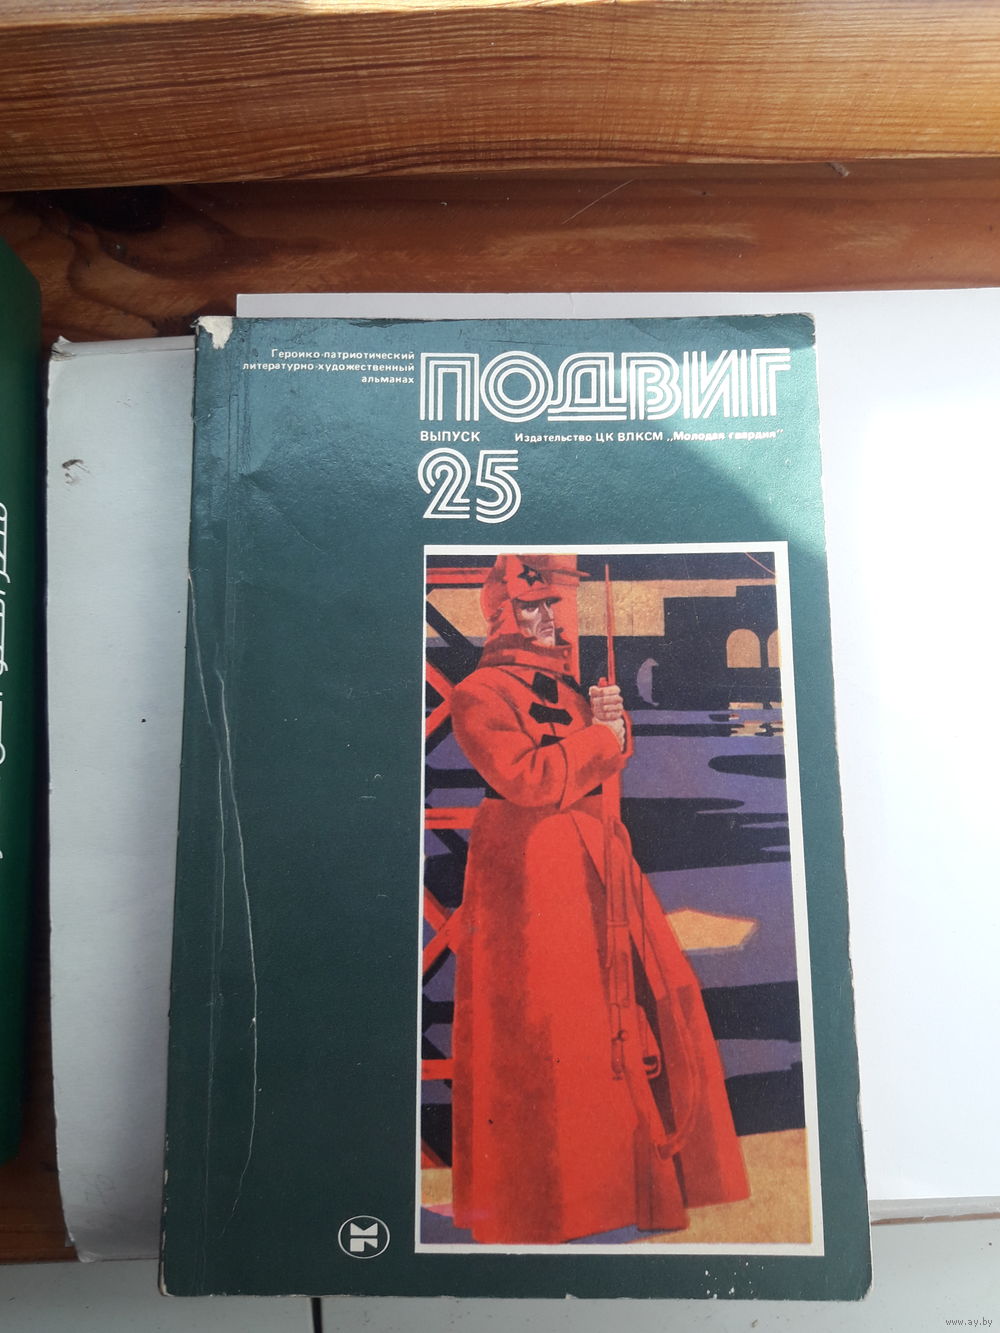 Героико-патриотический
литературно-художественный
альманах
ПОДВИГ
ВЫПУСК Издательство ЦК ВЛКСМ „Молодая гвардия"
25
www.ay.by